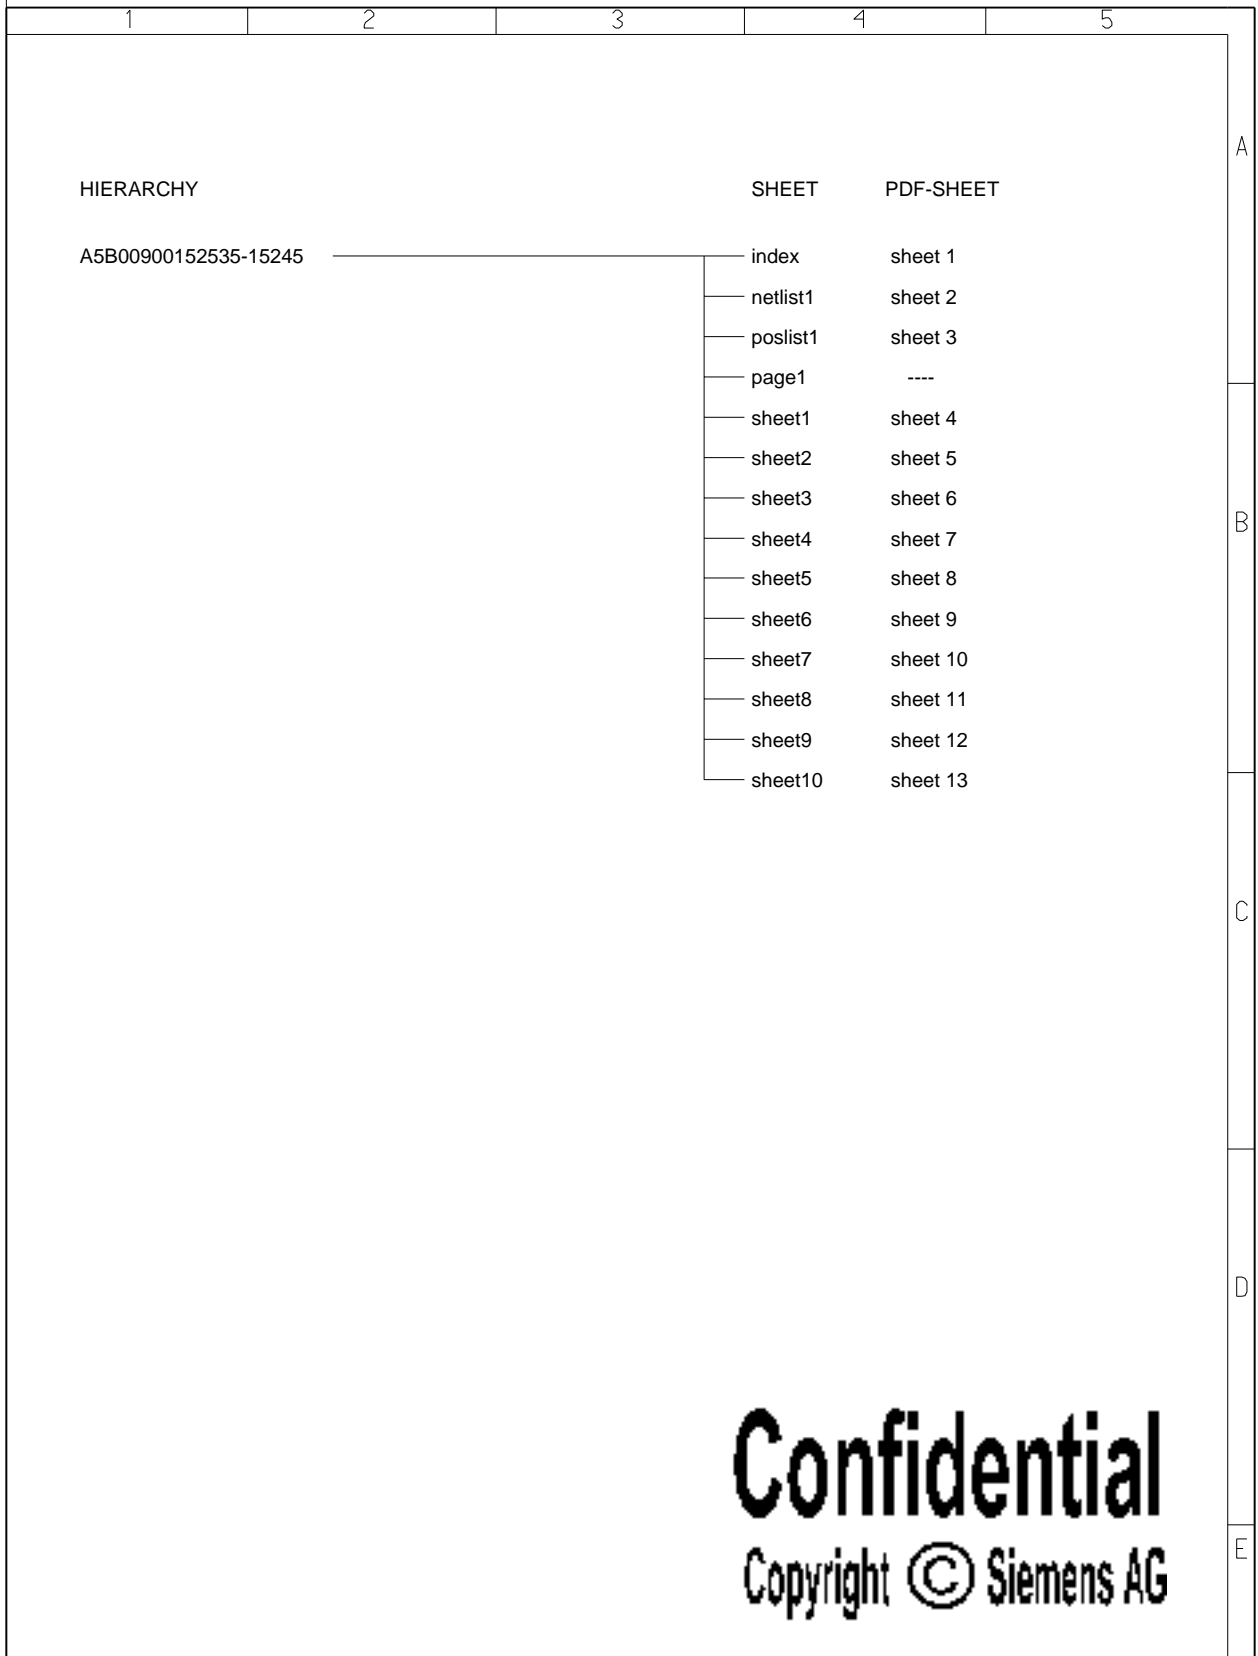 1 2 3 4 5
A
HIERARCHY SHEET PDF-SHEET
A5B00900152535-15245 index sheet 1
netlist1 sheet 2
poslist1 sheet 3
page1 ----
sheet1 sheet 4
sheet2 sheet 5
sheet3 sheet 6
B
sheet4 sheet 7
sheet5 sheet 8
sheet6 sheet 9
sheet7 sheet 10
sheet8 sheet 11
sheet9 sheet 12
sheet10 sheet 13
C
D
Confidential
E
Copyright © Siemens AG